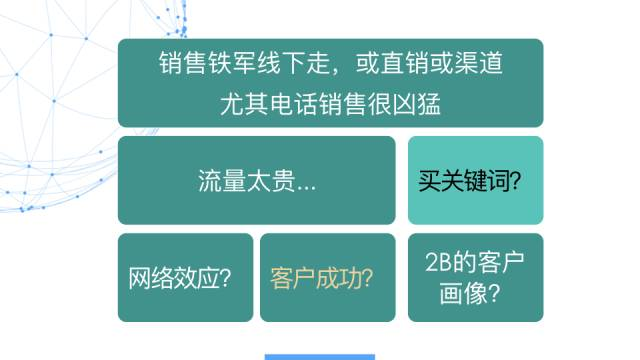 销售铁军线下走，或直销或渠道
尤其电话销售很凶猛
流量太贵...
买关键词？
网络效应？
客户成功？
2B的客户
画像？